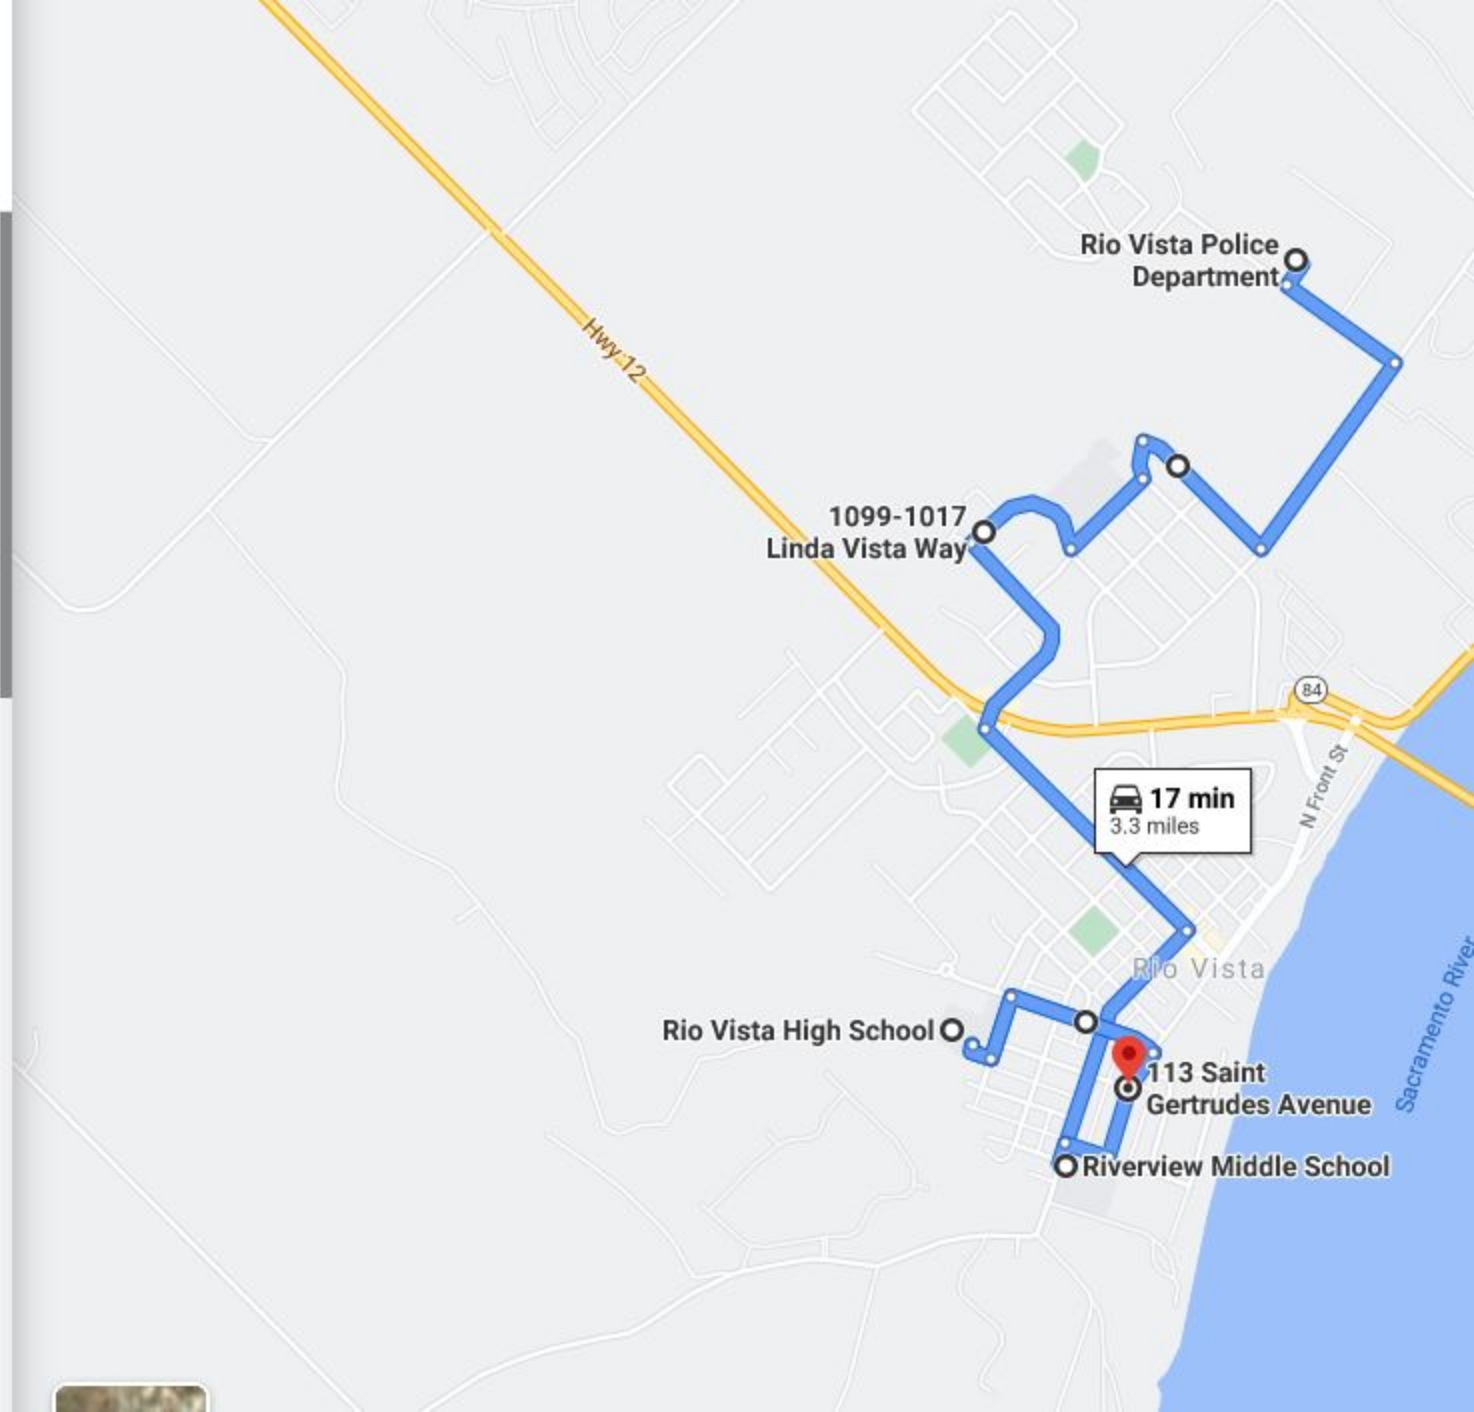 Rio Vista Police
Department
Hwy 12
1099-1017
Linda Vista Way
84
N Front St
17 min
3.3 miles
Rio Vista
Sacramento River
Rio Vista High School
113 Saint
Gertrudes Avenue
Riverview Middle School